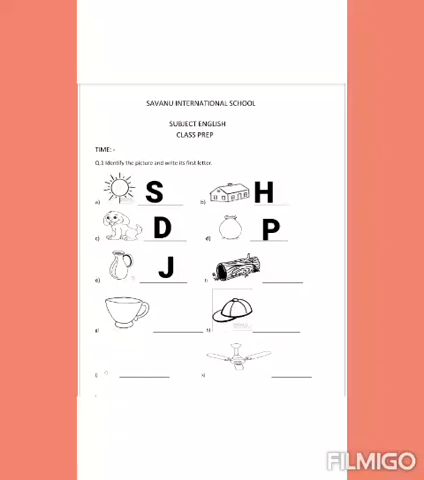 SAVANU INTERNATIONAL SCHOOL
SUBJECT ENGLISH
CLASS PREP
TIME: -
Q.1 Identify the picture and write its first letter.
a) S b) H
c) D d) P
e) J f)
g) h)
i)
FILMIGO